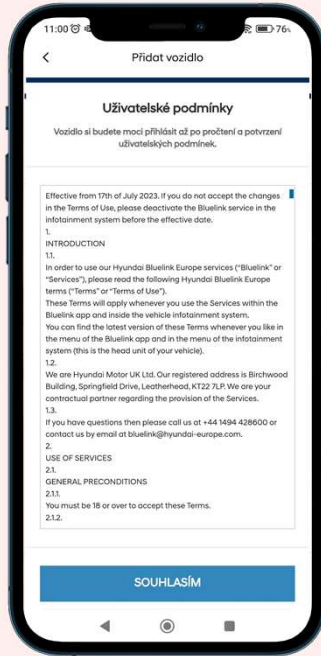 11:00
76
Přidat vozidlo
Uživatelské podmínky
Vozidlo si budete moci přihlásit až po pročtení a potvrzení
uživatelských podmínek.
Effective from 17th of July 2023. If you do not accept the changes
in the Terms of Use, please deactivate the Bluelink service in the
infotainment system before the effective date.
1.
INTRODUCTION
1.1.
In order to use our Hyundai Bluelink Europe services ("Bluelink" or
"Services"), please read the following Hyundai Bluelink Europe
terms ("Terms" or "Terms of Use").
These Terms will apply whenever you use the Services within the
Bluelink app and inside the vehicle infotainment system.
You can find the latest version of these Terms whenever you like in
the menu of the Bluelink app and in the menu of the infotainment
system (this is the head unit of your vehicle).
1.2.
We are Hyundai Motor UK Ltd. Our registered address is Birchwood
Building, Springfield Drive, Leatherhead, KT22 7LP. We are your
contractual partner regarding the provision of the Services.
1.3.
If you have questions then please call us at +44 1494 428600 or
contact us by email at bluelink@hyundai-europe.com.
2.
USE OF SERVICES
2.1.
GENERAL PRECONDITIONS
2.1.1.
You must be 18 or over to accept these Terms.
2.1.2.
SOUHLASÍM